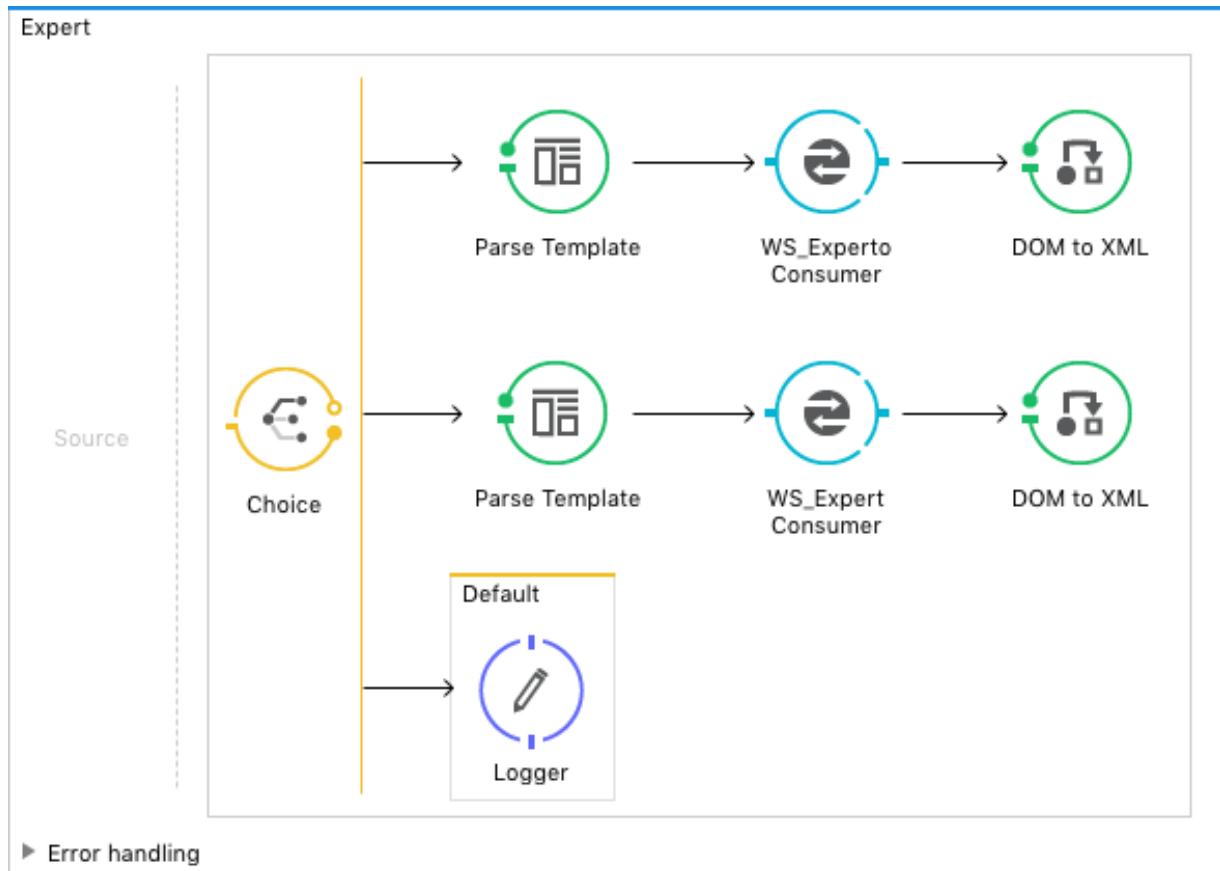 Expert
Parse Template
WS_Experto
Consumer
DOM to XML
Source
Choice
Parse Template
WS_Expert
Consumer
DOM to XML
Default
Logger
Error handling